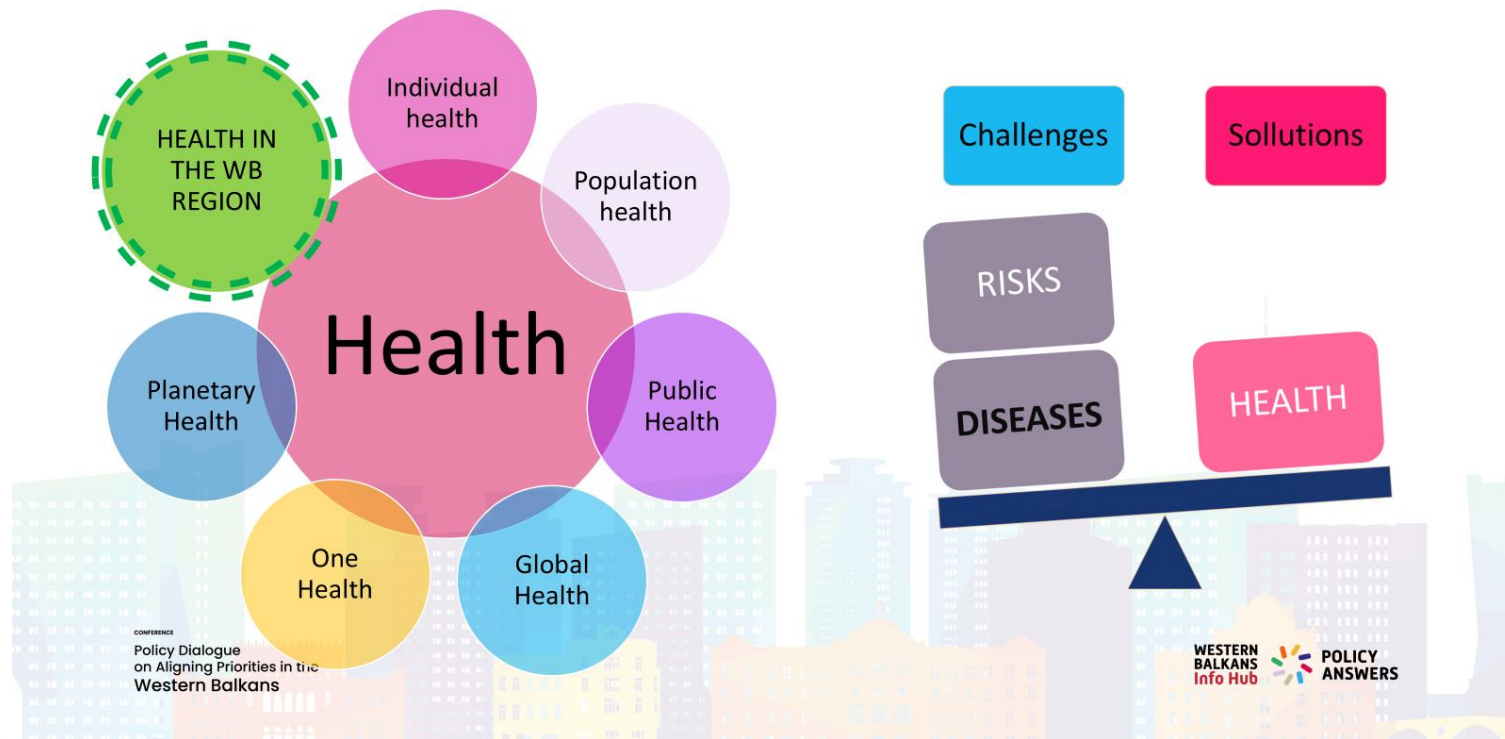 HEALTH IN
THE WB
REGION
Individual
health
Population
health
Health
Planetary
Health
Public
Health
One
Health
Global
Health
Challenges
Sollutions
RISKS
DISEASES
HEALTH
CONFERENCE
Policy Dialogue
on Aligning Priorities in the
Western Balkans
WESTERN
BALKANS
Info Hub
POLICY
ANSWERS